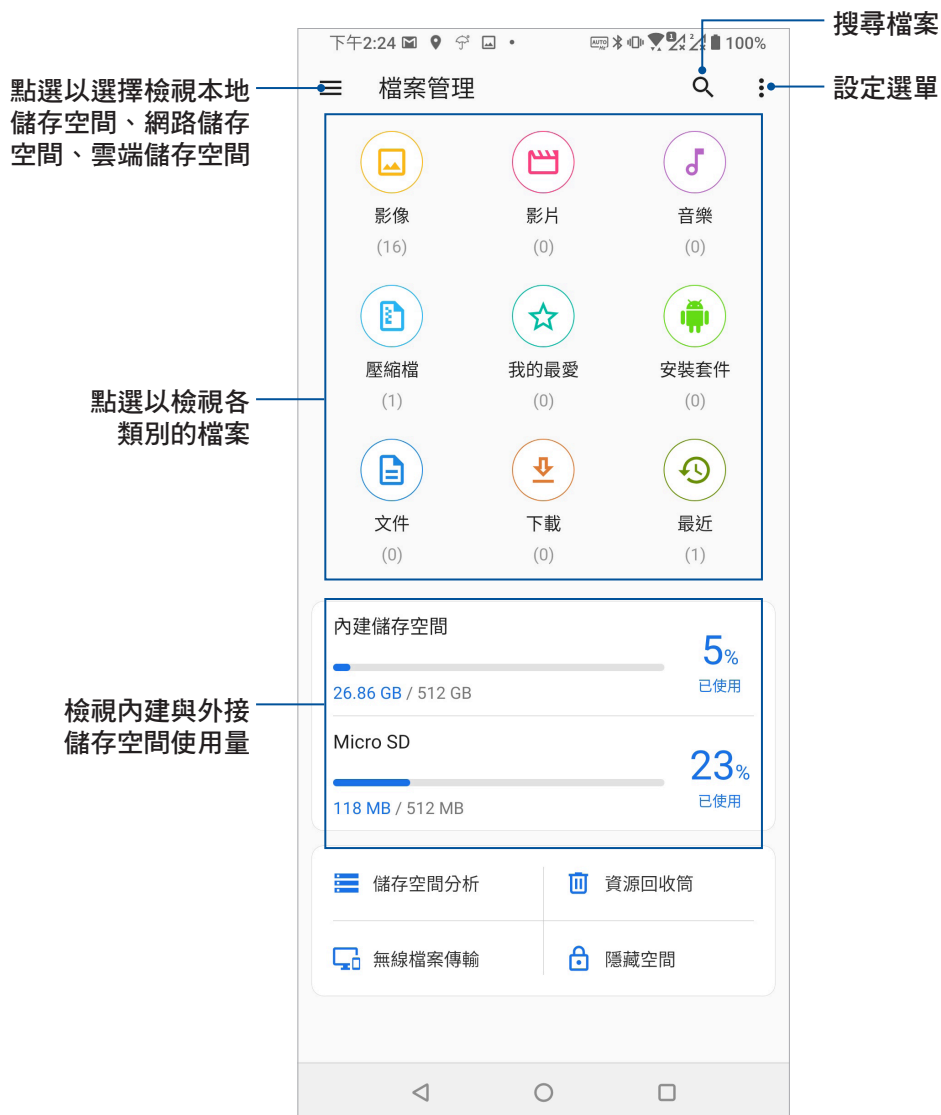 搜尋檔案
下午2:24
100%
檔案管理
設定選單
點選以選擇檢視本地
儲存空間、網路儲存
空間、雲端儲存空間
影像
影片
音樂
(16)
(0)
(0)
壓縮檔
我的最愛
安裝套件
(1)
(0)
(0)
點選以檢視各
類別的檔案
文件
下載
最近
(0)
(0)
(1)
內建儲存空間
5%
已使用
26.86 GB / 512 GB
檢視內建與外接
儲存空間使用量
Micro SD
23%
已使用
118 MB / 512 MB
儲存空間分析
資源回收筒
無線檔案傳輸
隱藏空間